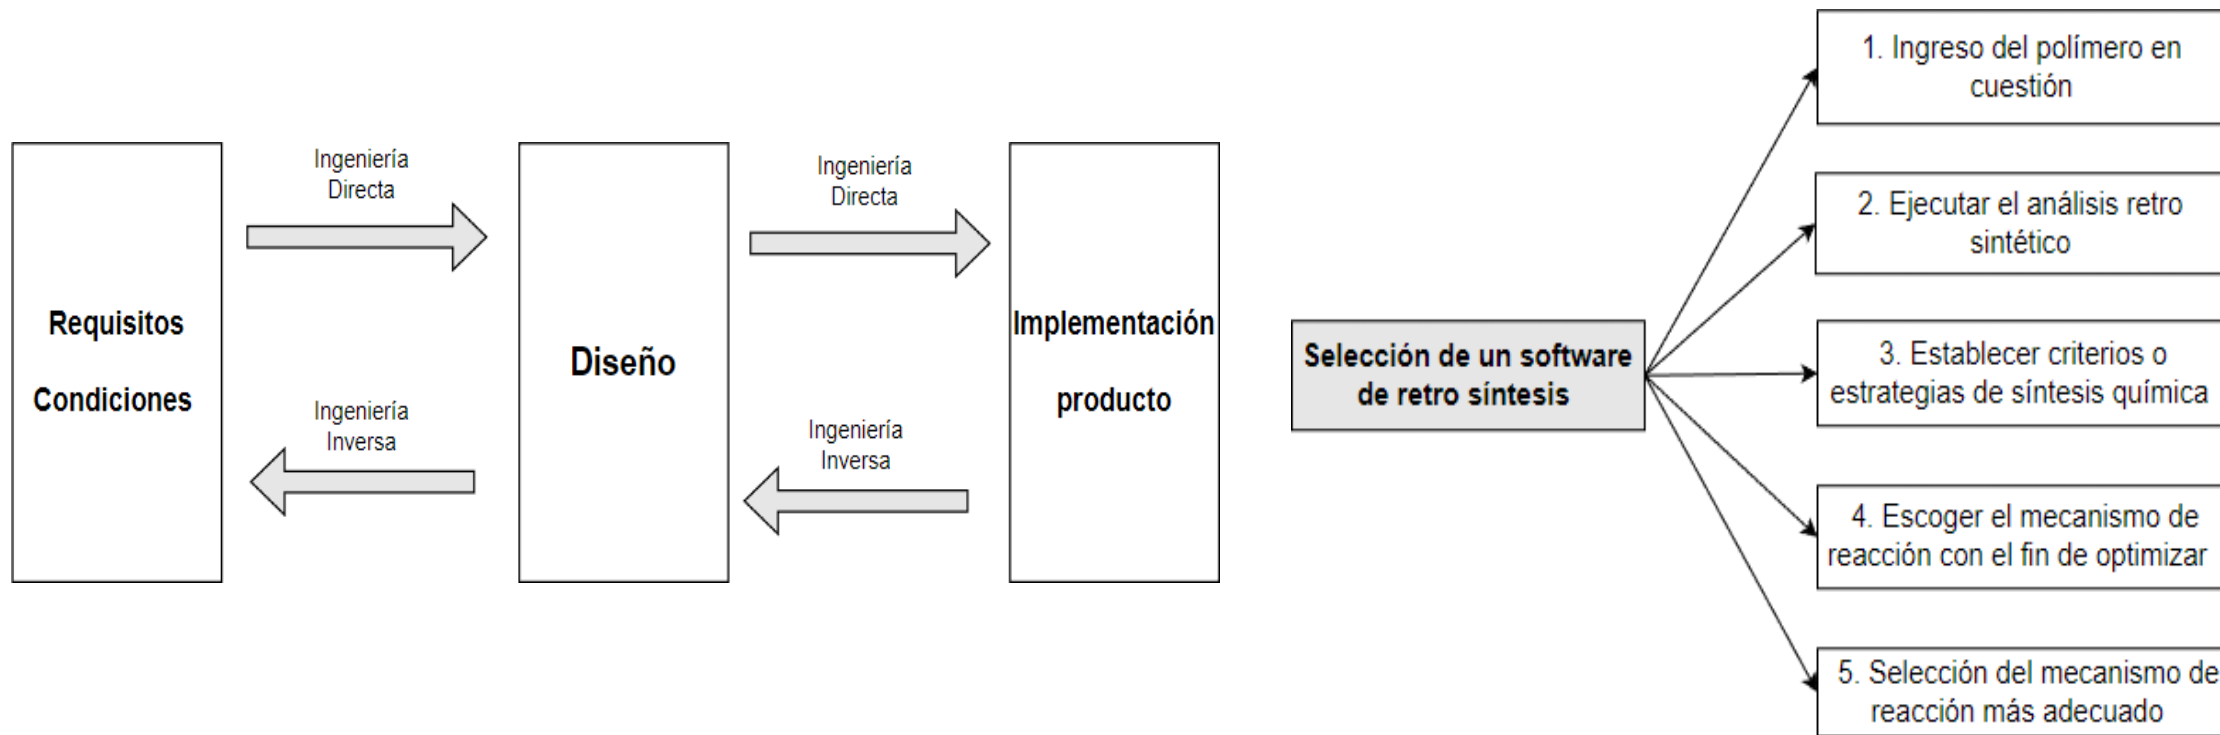 Ingeniería
Directa
Ingeniería
Directa
Requisitos
Condiciones
Diseño
Implementación
producto
Ingeniería
Inversa
Ingeniería
Inversa
Selección de un software
de retro síntesis
1. Ingreso del polímero en
cuestión
2. Ejecutar el análisis retro
sintético
3. Establecer criterios o
estrategias de síntesis química
4. Escoger el mecanismo de
reacción con el fin de optimizar
5. Selección del mecanismo de
reacción más adecuado